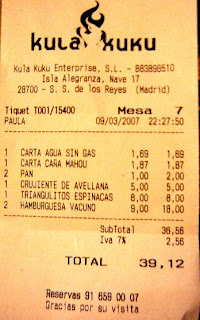 kula kuku
Kula Kuku Enterprise, S.L. - B83898510
Isla Alegranza, Nave 17
28700 - S. S. de los Reyes (Madrid)
Tiquet T001/15400 Mesa 7
PAULA 09/03/2007 22:27:50
1 CARTA AGUA SIN GAS 1,69 1,69
1 CARTA CAÑA MAHOU 1,87 1,87
2 PAN 1,00 2,00
1 CRUJIENTE DE AVELLANA 5,00 5,00
1 TRIANGULITOS ESPINACAS 8,00 8,00
2 HAMBURGUESA VACUNO 9,00 18,00
SubTotal 36,56
Iva 7% 2,56
TOTAL 39,12
Reservas 91 659 00 07
Gracias por su visita